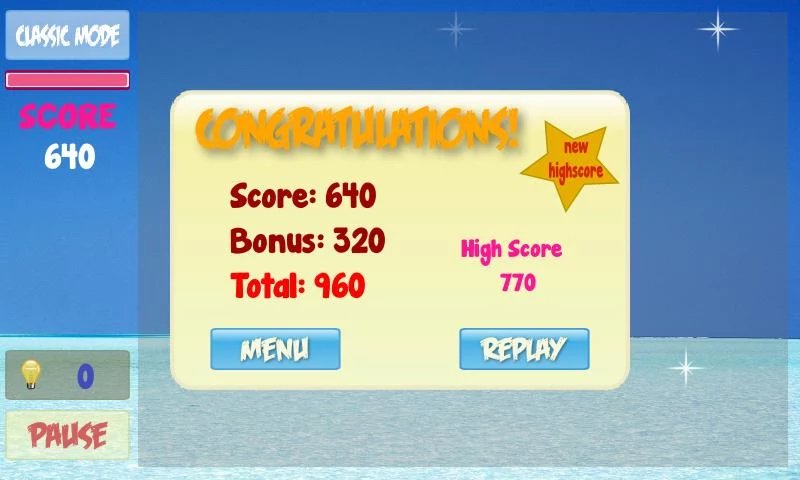 CLASSIC MODE
SCORE
640
CONGRATULATIONS!
new
highscore
Score: 640
Bonus: 320
Total: 960
High Score
770
MENU
REPLAY
0
PAUSE